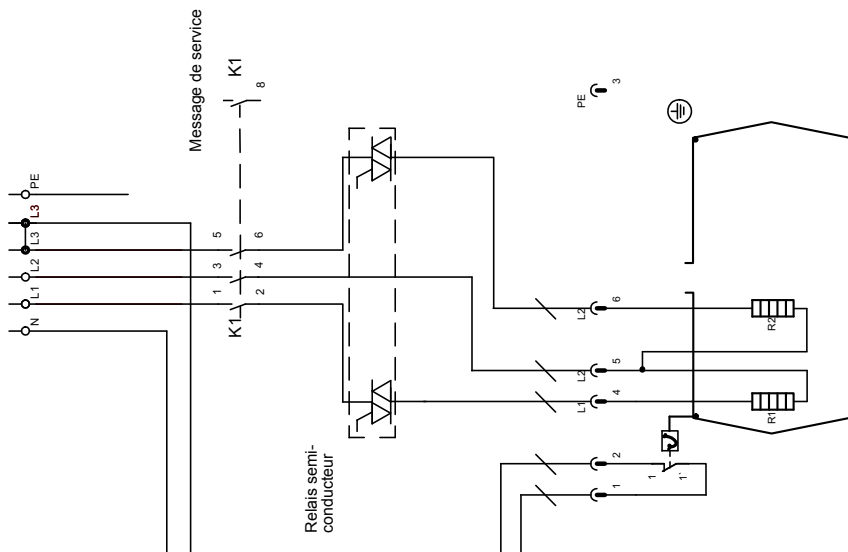 Message de service
K1
8
PE
L3
L3
L2
L1
N
5
6
3
4
1
2
K1
Relais semi-
conducteur
PE
3
L2
6
L2
5
L1
4
2
1
1
1'
R2
R1